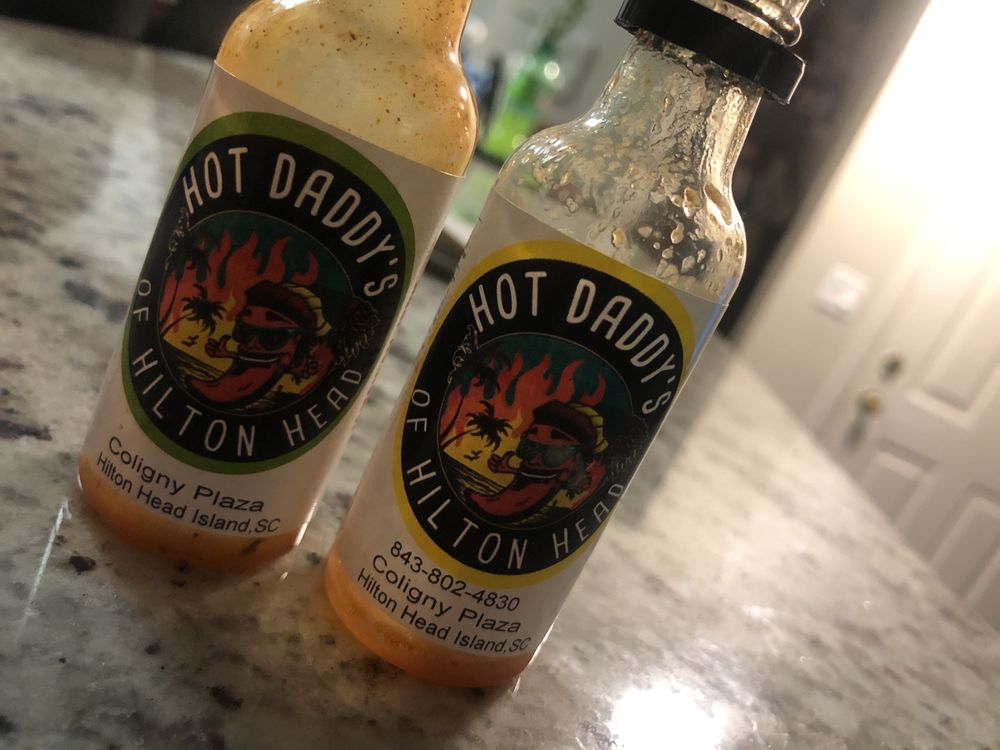 HOT DADDY'S
OF HILTON HEAD
Coligny Plaza
Hilton Head Island,SC
HOT DADDY'S
OF HILTON HEAD
843-802-4830
Coligny Plaza
Hilton Head Island,SC